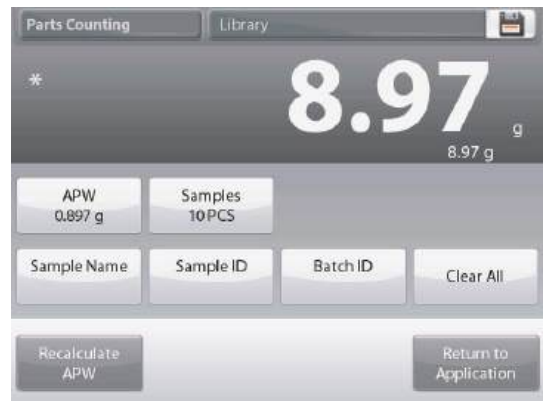 Parts Counting
Library
*
8.97 g
8.97 g
APW
0.897 g
Samples
10 PCS
Sample Name
Sample ID
Batch ID
Clear All
Recalculate
APW
Return to
Application